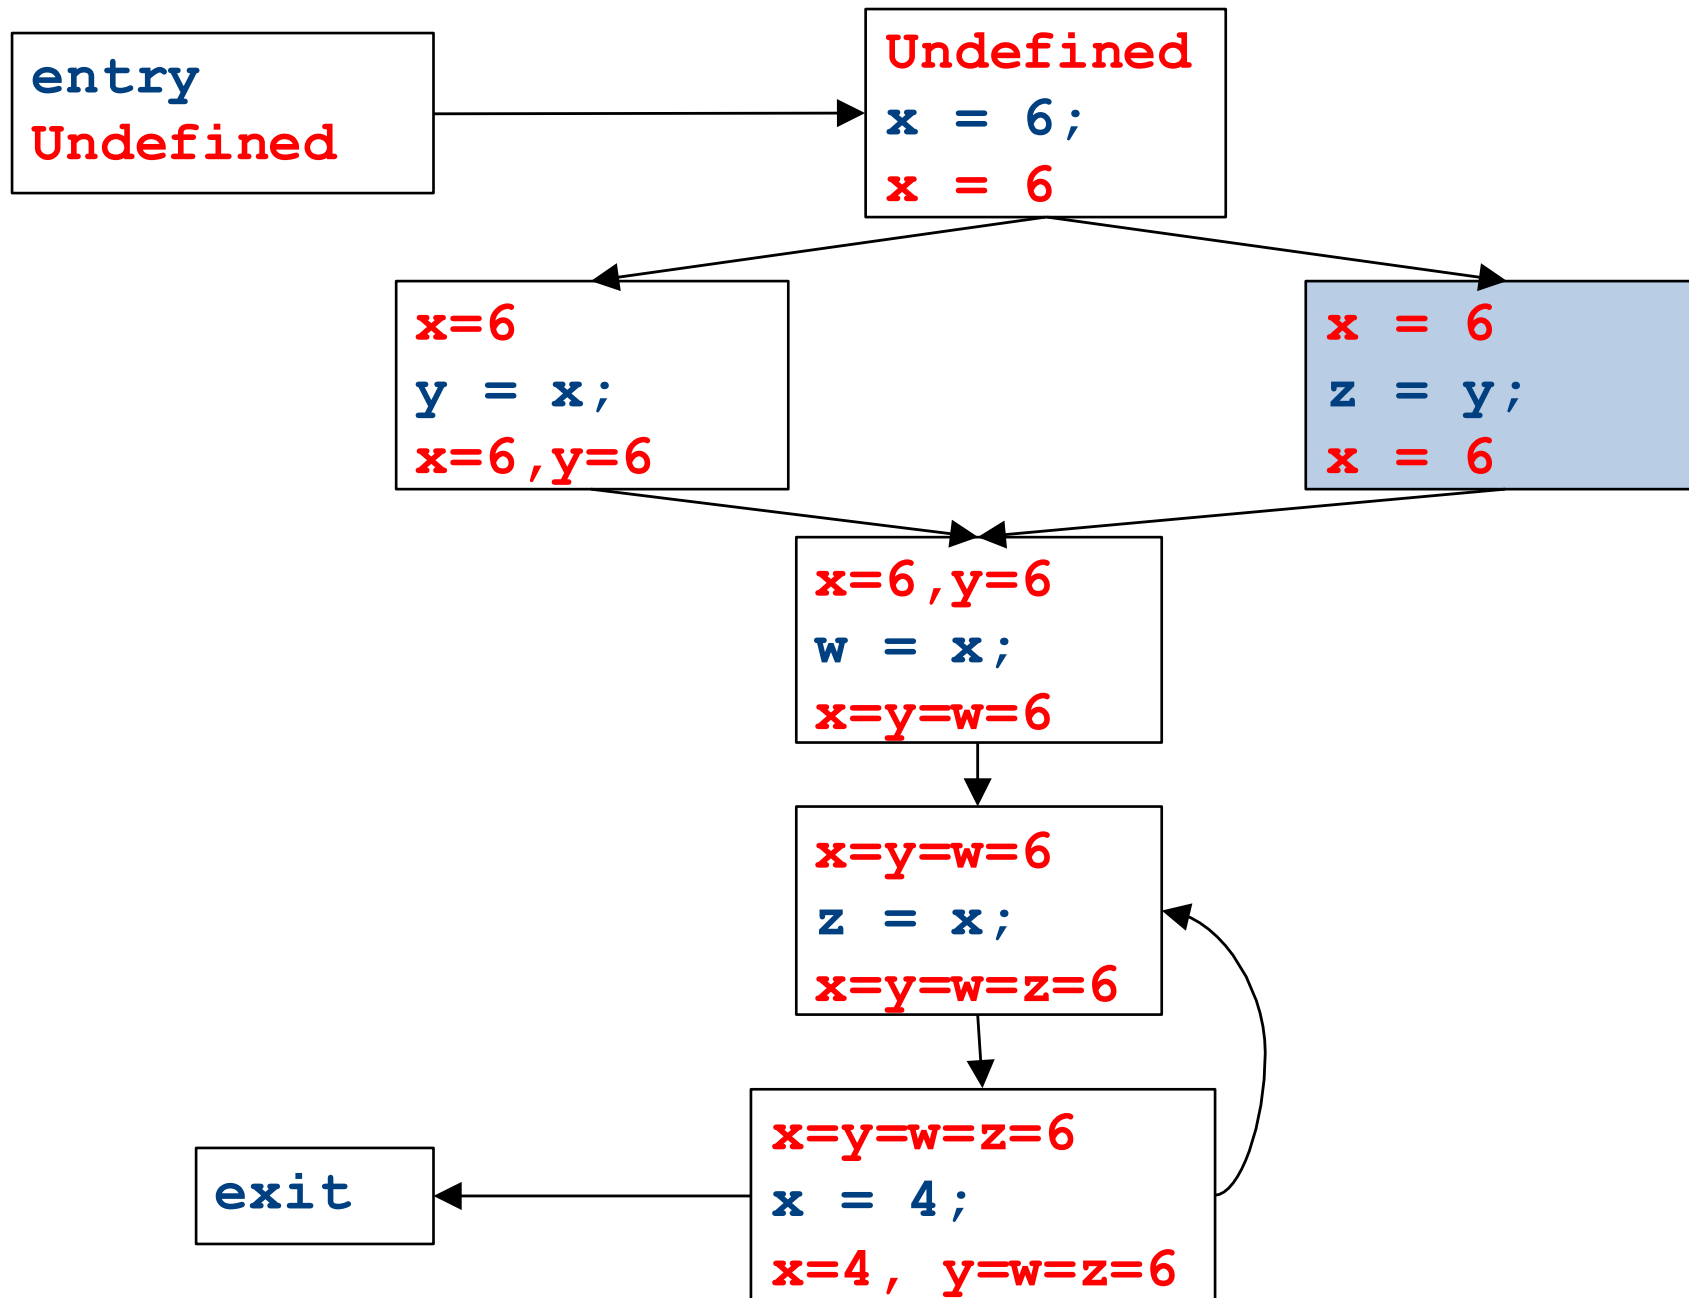 entry
Undefined
Undefined
x = 6;
x = 6
x=6
y = x;
x=6,y=6
x = 6
z = y;
x = 6
x=6,y=6
w = x;
x=y=w=6
x=y=w=6
z = x;
x=y=w=z=6
x=y=w=z=6
x = 4;
x=4, y=w=z=6
exit